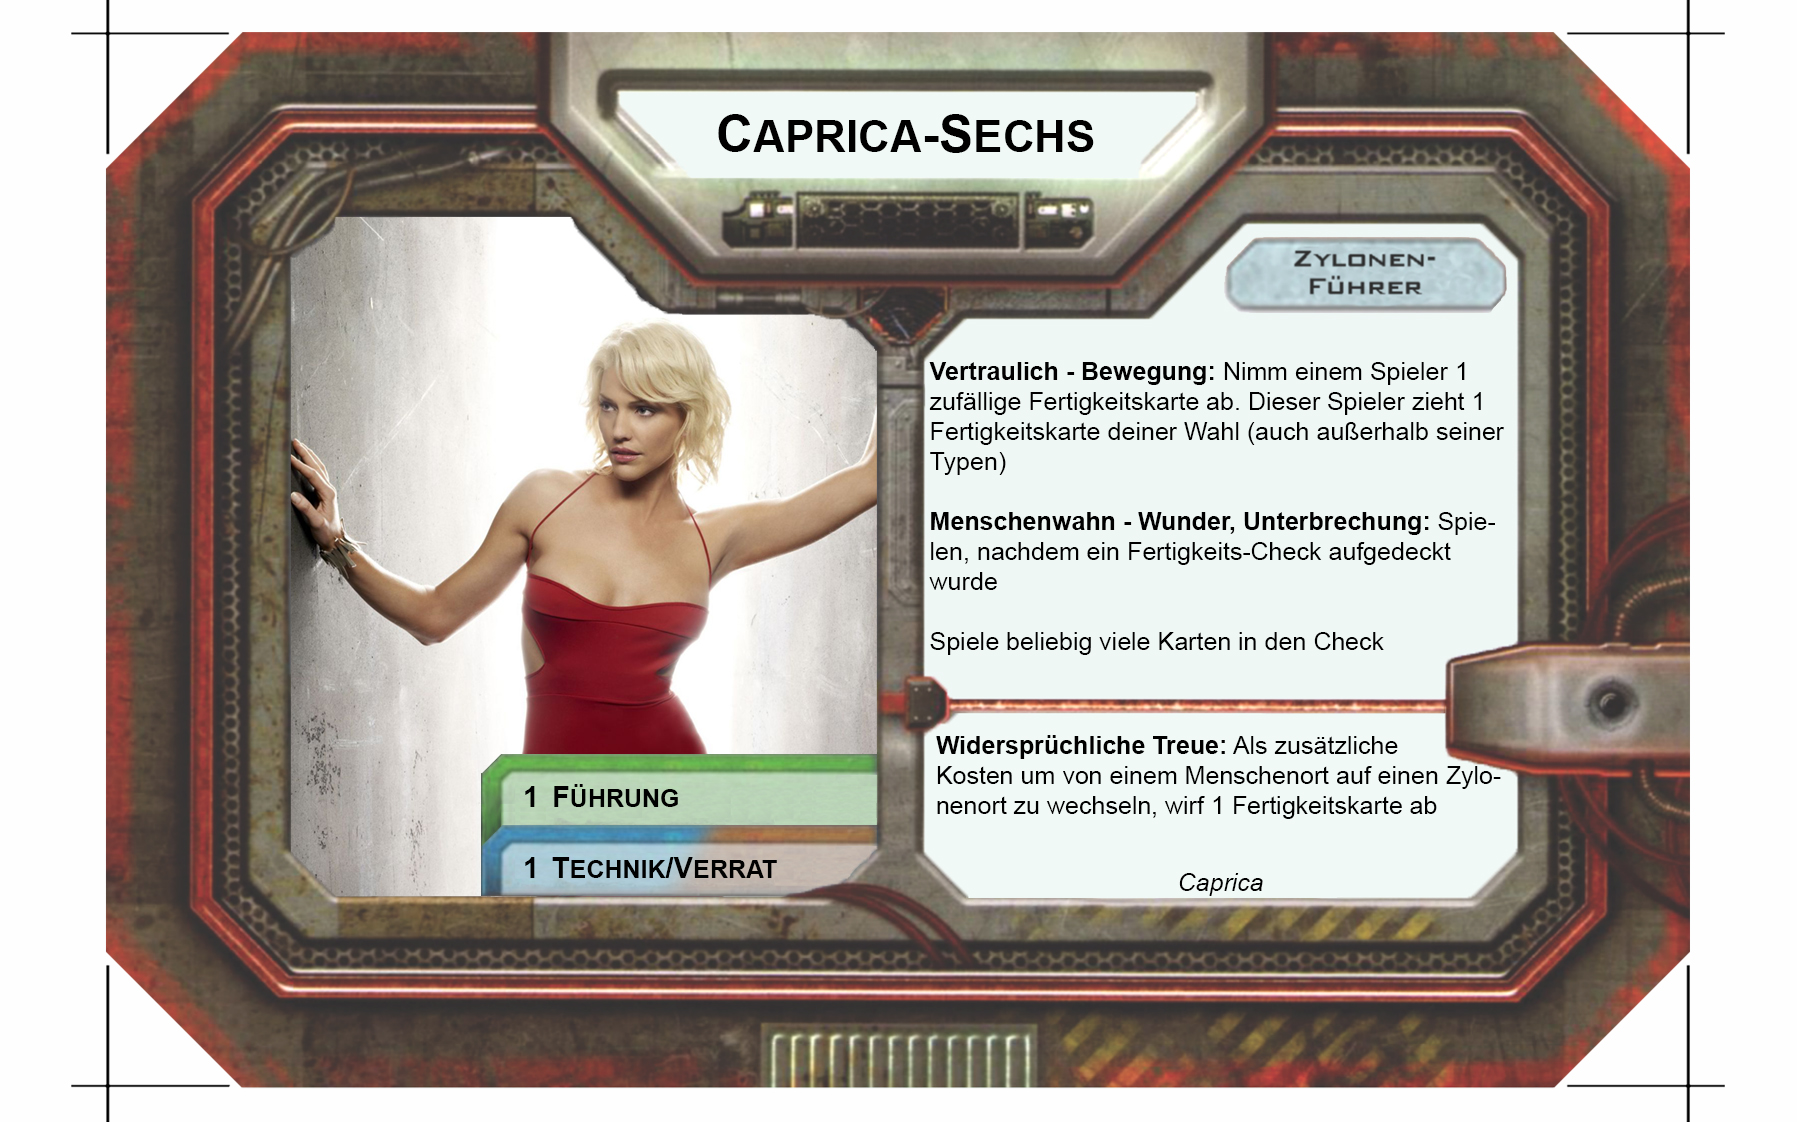 CAPRICA-SECHS
ZYLONEN-
FÜHRER
Vertraulich - Bewegung: Nimm einem Spieler 1
zufällige Fertigkeitskarte ab. Dieser Spieler zieht 1
Fertigkeitskarte deiner Wahl (auch außerhalb seiner
Typen)
Menschenwahn - Wunder, Unterbrechung: Spie-
len, nachdem ein Fertigkeits-Check aufgedeckt
wurde
Spiele beliebig viele Karten in den Check
Widersprüchliche Treue: Als zusätzliche
Kosten um von einem Menschenort auf einen Zylo-
nenort zu wechseln, wirf 1 Fertigkeitskarte ab
Caprica
1 FÜHRUNG
1 TECHNIK/VERRAT